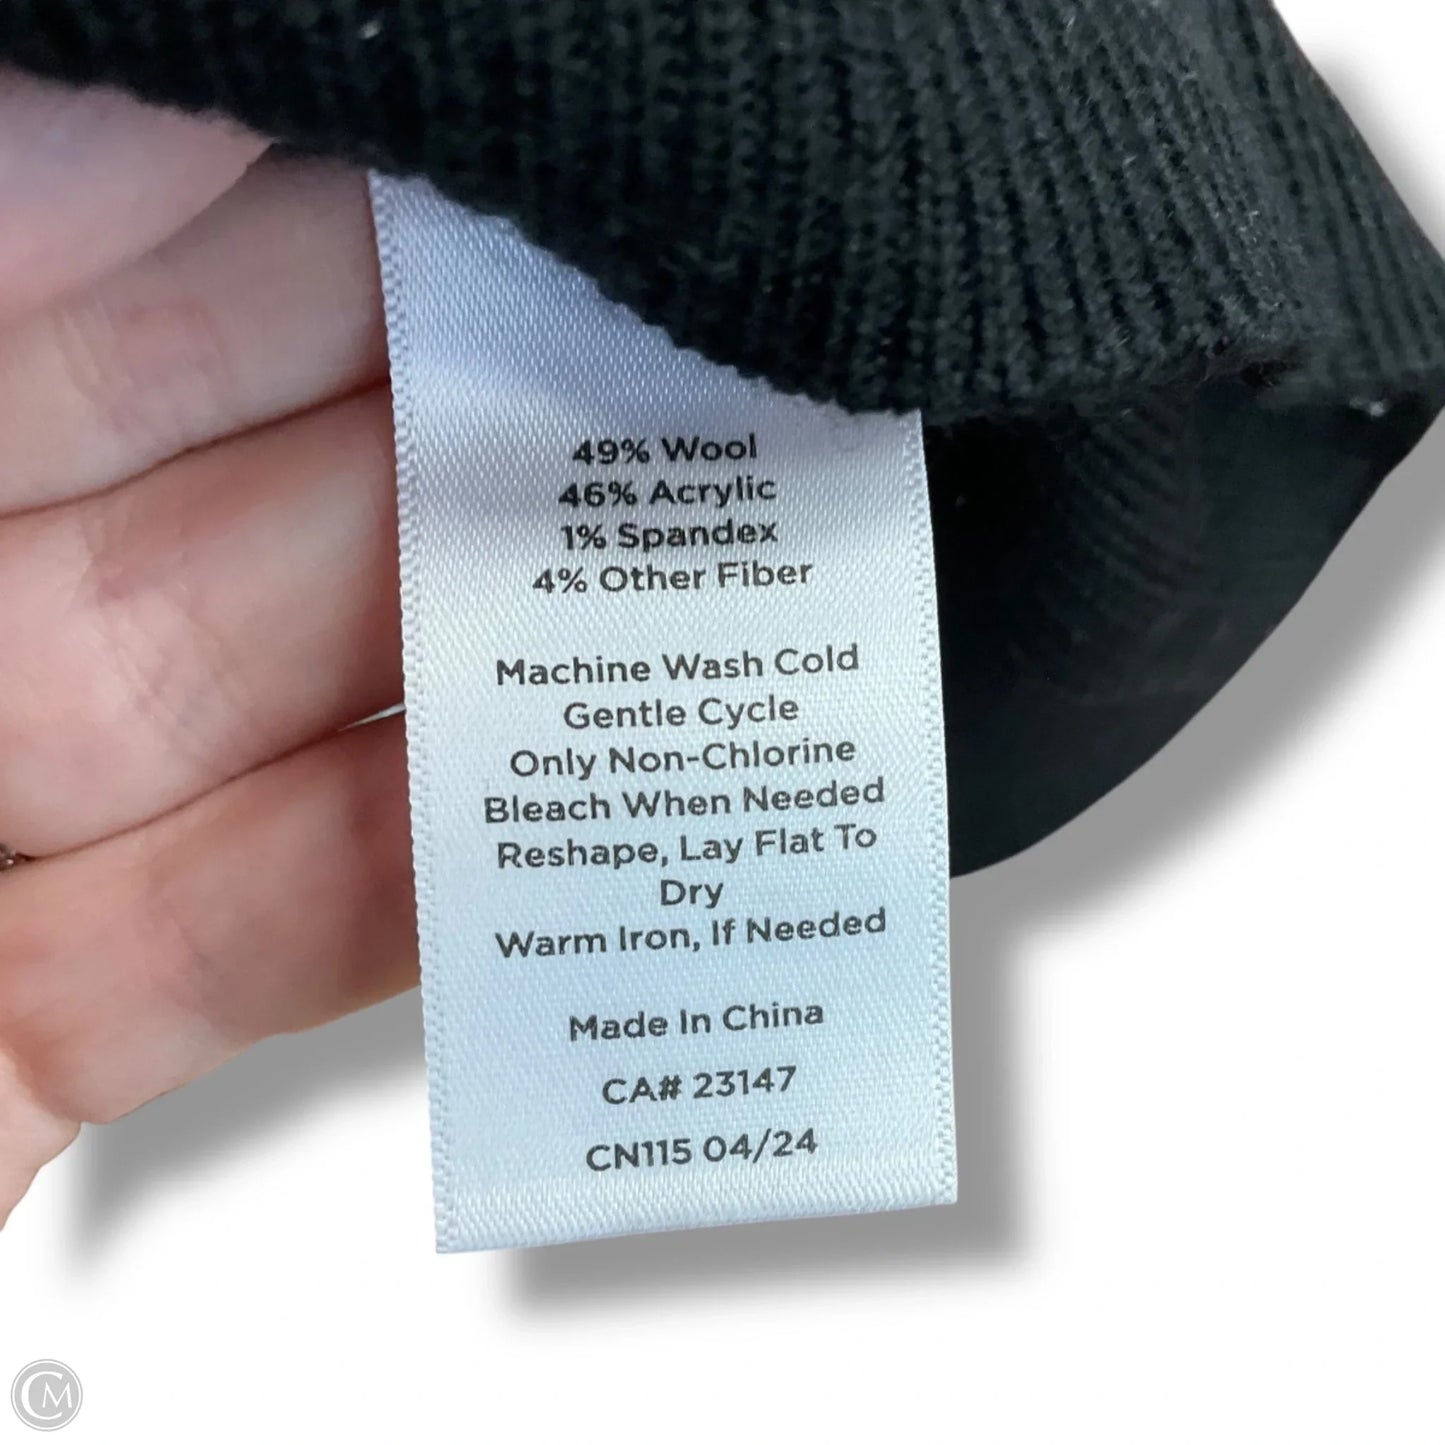 49% Wool
46% Acrylic
1% Spandex
4% Other Fiber
Machine Wash Cold
Gentle Cycle
Only Non-Chlorine
Bleach When Needed
Reshape, Lay Flat To
Dry
Warm Iron, If Needed
Made In China
CA# 23147
CN115 04/24
CM